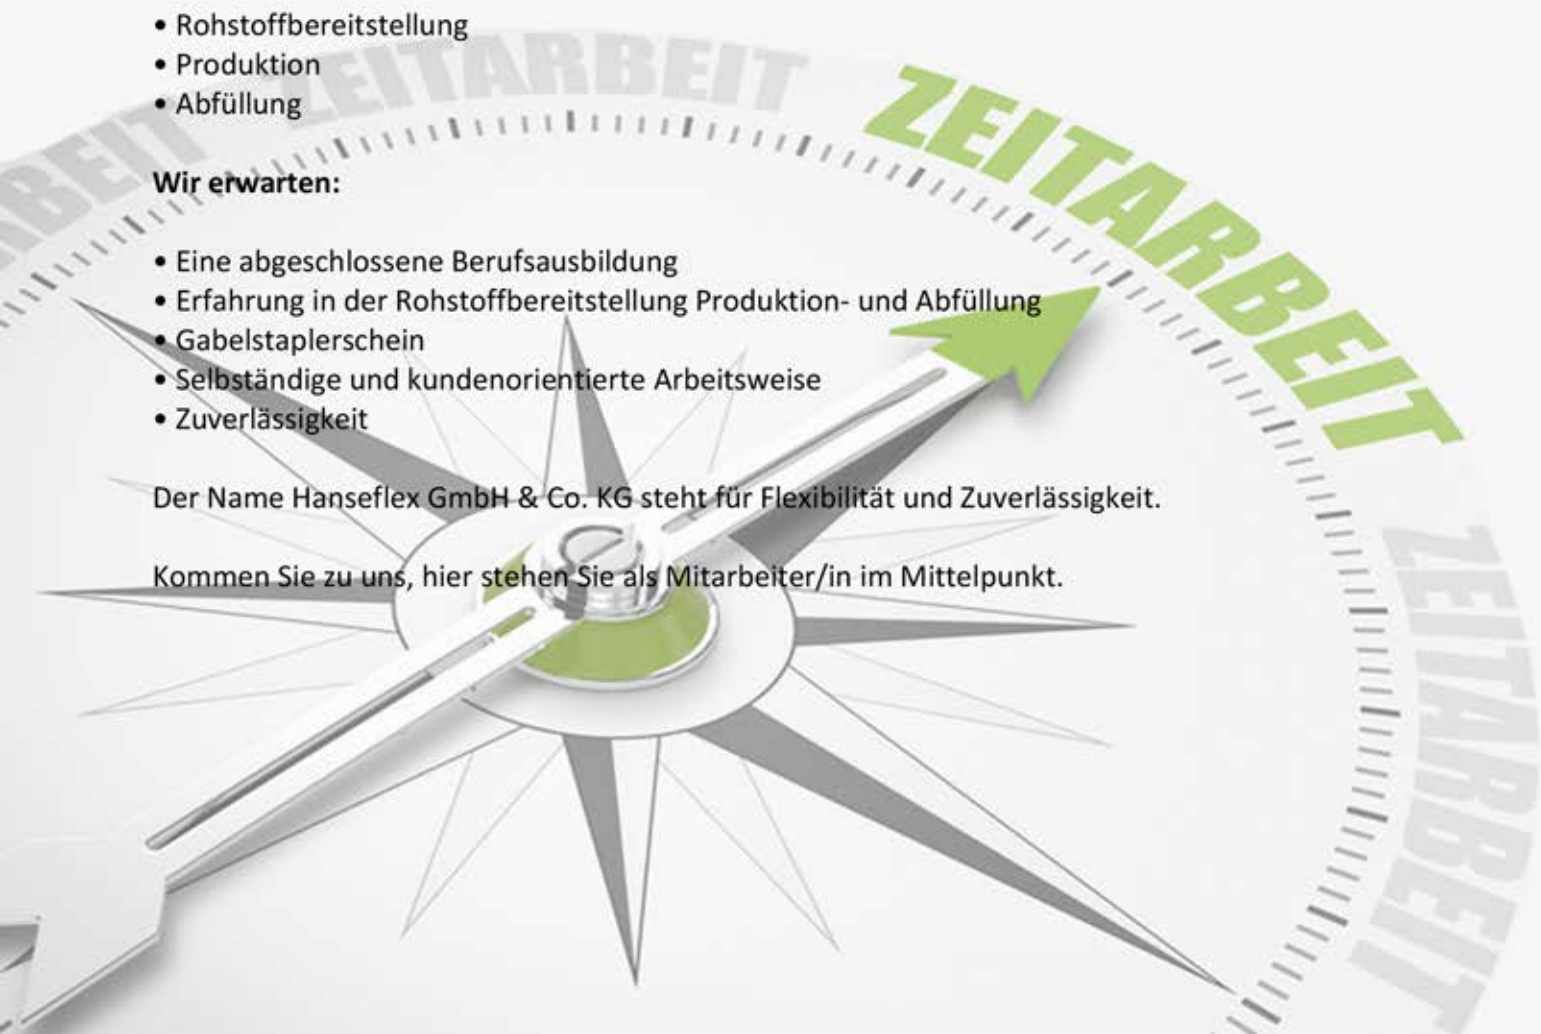 • Rohstoffbereitstellung
• Produktion
• Abfüllung
Wir erwarten:
• Eine abgeschlossene Berufsausbildung
• Erfahrung in der Rohstoffbereitstellung Produktion- und Abfüllung
• Gabelstaplerschein
• Selbständige und kundenorientierte Arbeitsweise
• Zuverlässigkeit
Der Name Hanseflex GmbH & Co. KG steht für Flexibilität und Zuverlässigkeit.
Kommen Sie zu uns, hier stehen Sie als Mitarbeiter/in im Mittelpunkt.
RBEIT
ZEITARBEIT
ZEITARBEIT
ZEITARBEIT